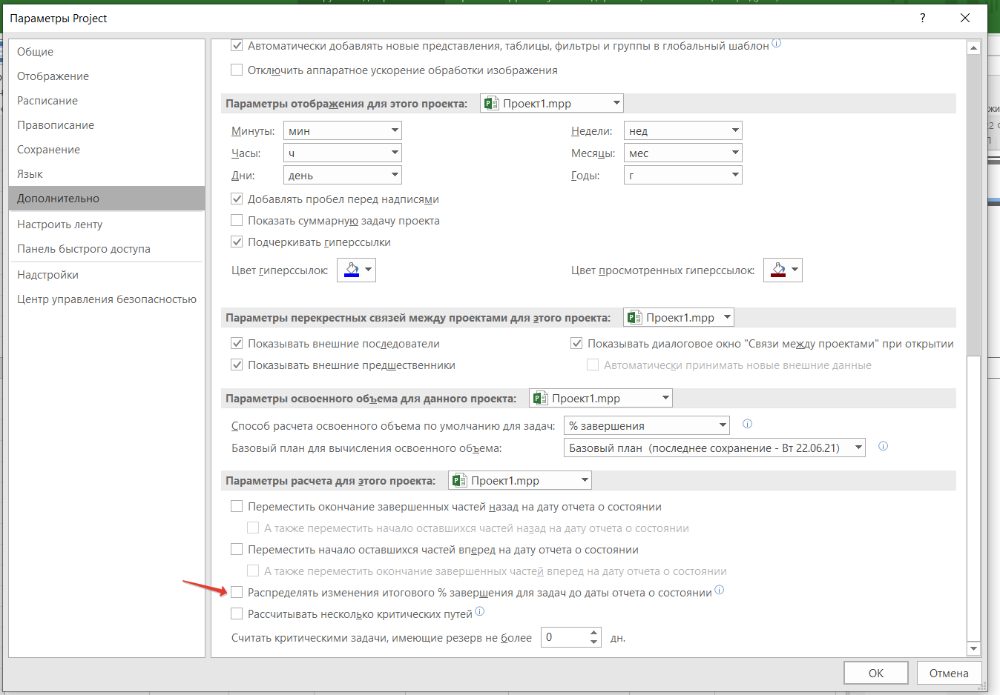 Параметры Project
?
Общие
Отображение
Расписание
Правописание
Сохранение
Язык
Дополнительно
Настроить ленту
Панель быстрого доступа
Надстройки
Центр управления безопасностью
Автоматически добавлять новые представления, таблицы, фильтры и группы в глобальный шаблон
Отключить аппаратное ускорение обработки изображения
Параметры отображения для этого проекта: Проект1.mpp
Минуты: мин Недели: нед
Часы: ч Месяцы: мес
Дни: день Годы: г
Добавлять пробел перед надписями
Показать суммарную задачу проекта
Подчеркивать гиперссылки
Цвет гиперссылок: Цвет просмотренных гиперссылок:
Параметры перекрестных связей между проектами для этого проекта: Проект1.mpp
Показывать внешние последователи Показывать диалоговое окно "Связи между проектами" при открытии
Показывать внешние предшественники Автоматически принимать новые внешние данные
Параметры освоенного объема для данного проекта: Проект1.mpp
Способ расчета освоенного объема по умолчанию для задач: % завершения
Базовый план для вычисления освоенного объема: Базовый план (последнее сохранение - Вт 22.06.21)
Параметры расчета для этого проекта: Проект1.mpp
Переместить окончание завершенных частей назад на дату отчета о состоянии
А также переместить начало оставшихся частей назад на дату отчета о состоянии
Переместить начало оставшихся частей вперед на дату отчета о состоянии
А также переместить окончание завершенных частей вперед на дату отчета о состоянии
Распределять изменения итогового % завершения для задач до даты отчета о состоянии
Рассчитывать несколько критических путей
Считать критическими задачи, имеющие резерв не более 0 дн.
ОК Отмена